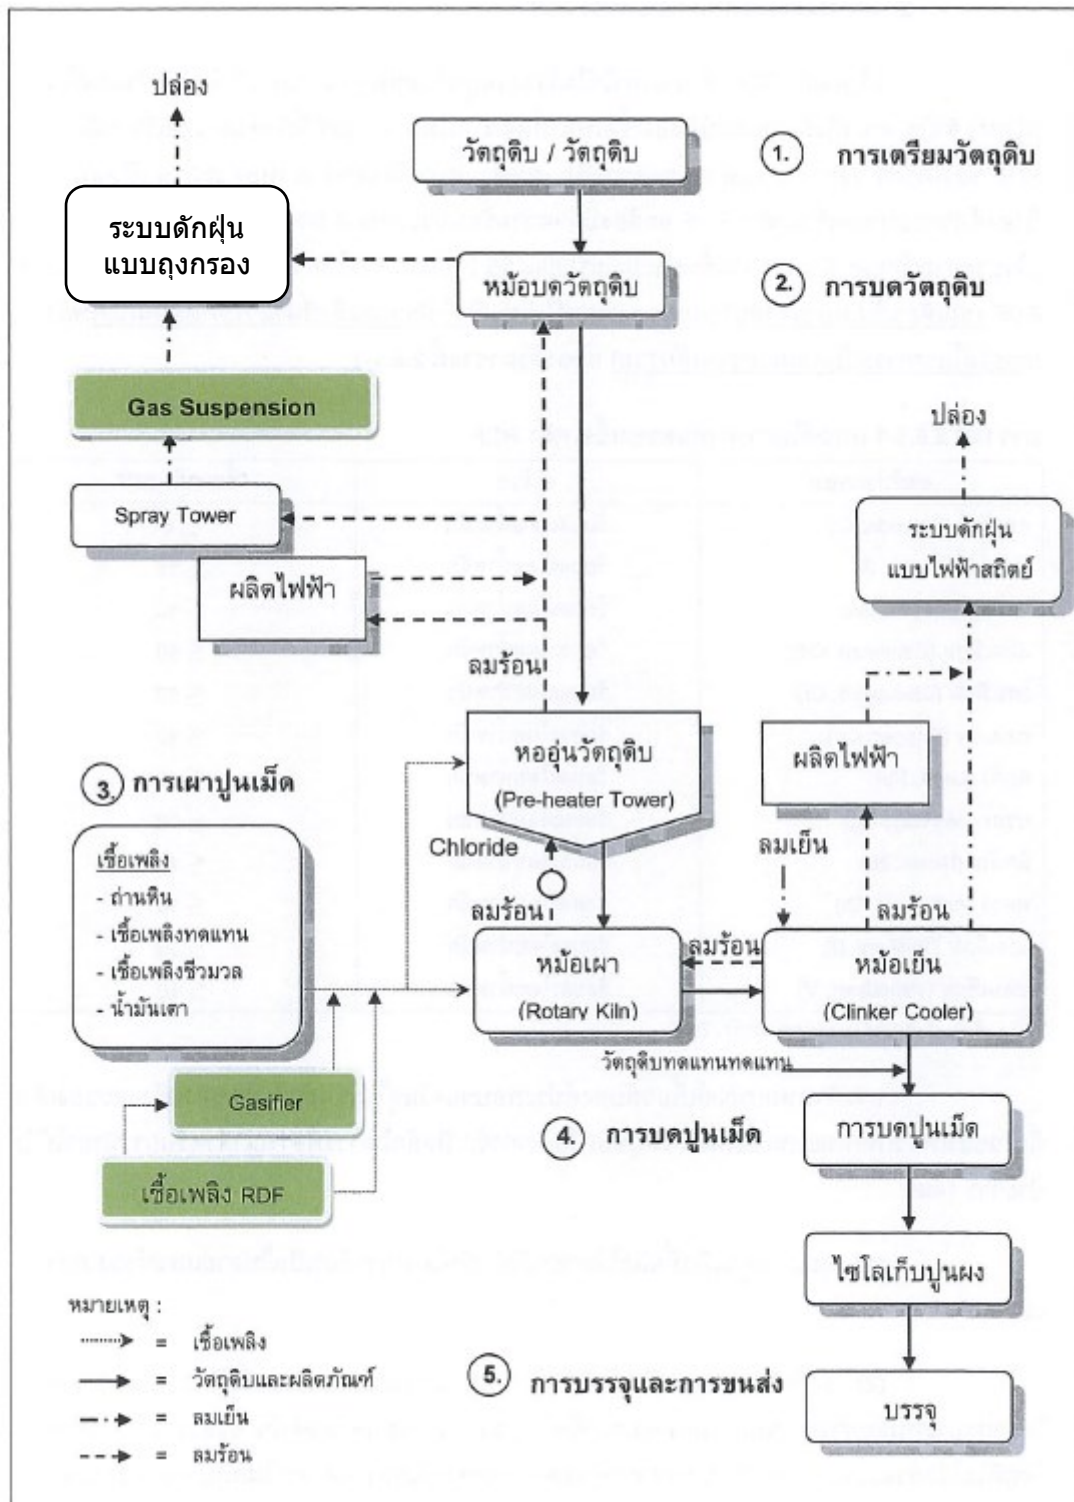 ปล่อง
วัตถุดิบ / วัตถุดิบ
1. การเตรียมวัตถุดิบ
ระบบดักฝุ่น
แบบถุงกรอง
หม้อบดวัตถุดิบ
2. การบดวัตถุดิบ
Gas Suspension
ปล่อง
Spray Tower
ระบบดักฝุ่น
แบบไฟฟ้าสถิตย์
ผลิตไฟฟ้า
ลมร้อน
หออุ่นวัตถุดิบ
(Pre-heater Tower)
ผลิตไฟฟ้า
3. การเผาปูนเม็ด
Chloride
ลมเย็น
เชื้อเพลิง
- ถ่านหิน
- เชื้อเพลิงทดแทน
- เชื้อเพลิงชีวมวล
- น้ำมันเตา
ลมร้อน
ลมร้อน
ลมร้อน
หม้อเผา
(Rotary Kiln)
หม้อเย็น
(Clinker Cooler)
วัตถุดิบทดแทนทดแทน
Gasifier
4. การบดปูนเม็ด
การบดปูนเม็ด
เชื้อเพลิง RDF
ไซโลเก็บปูนผง
หมายเหตุ :
= เชื้อเพลิง
= วัตถุดิบและผลิตภัณฑ์
= ลมเย็น
= ลมร้อน
5. การบรรจุและการขนส่ง
บรรจุ